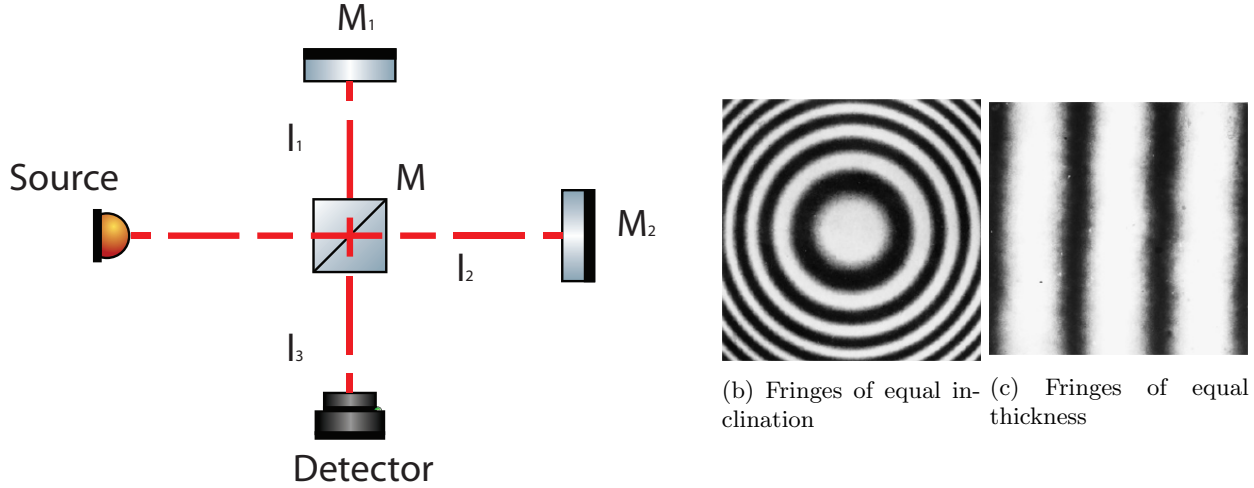 M₁
l₁
Source
M
M₂
l₂
l₃
Detector
(b) Fringes of equal in-
clination
(c) Fringes of equal
thickness